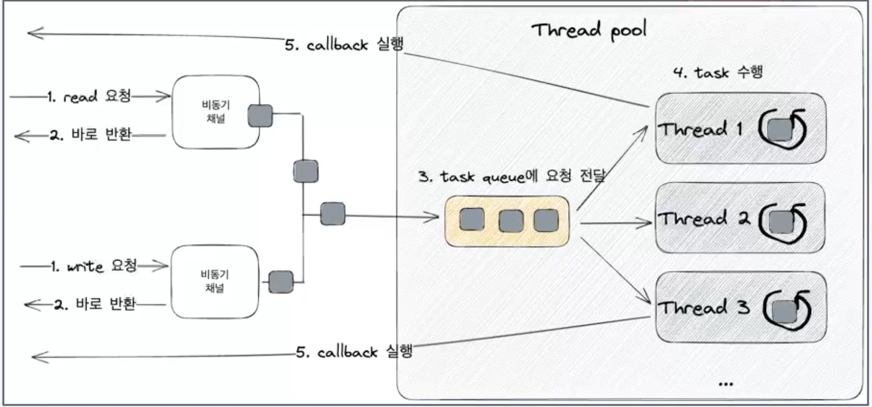 Thread pool
5. callback 실행
4. task 수행
1. read 요청
비동기
채널
2. 바로 반환
Thread 1
3. task queue에 요청 전달
Thread 2
1. write 요청
비동기
채널
2. 바로 반환
Thread 3
5. callback 실행
...